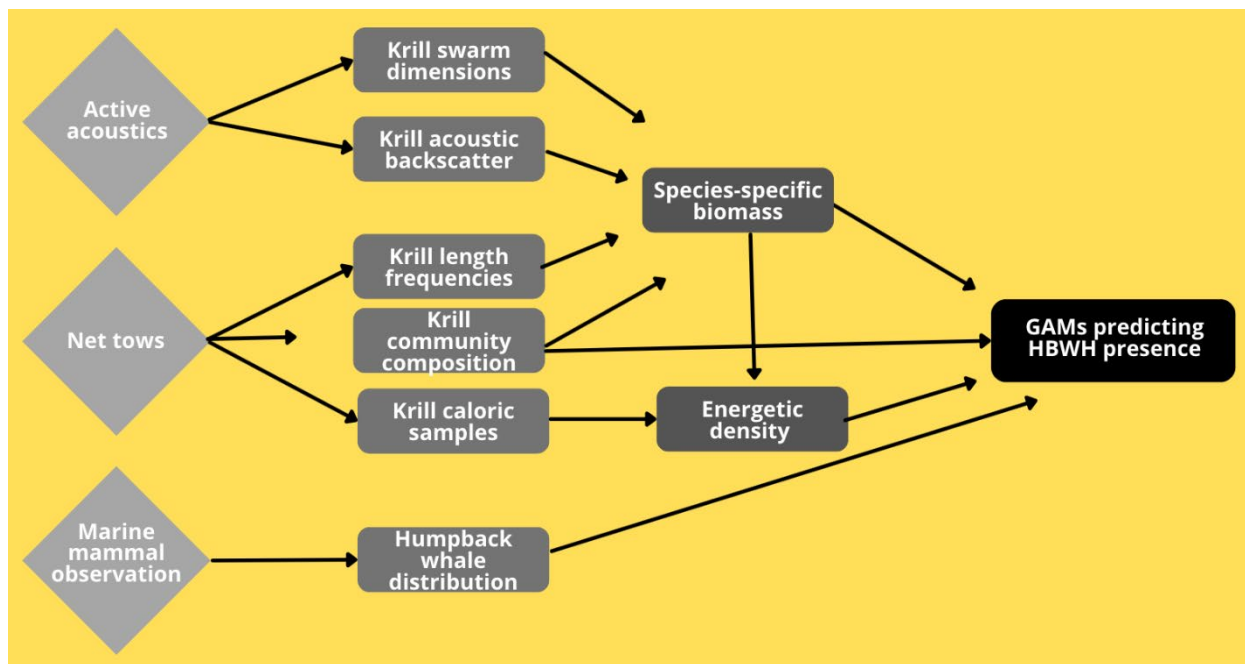 Active
acoustics
Krill swarm
dimensions
Krill acoustic
backscatter
Species-specific
biomass
Net tows
Krill length
frequencies
Krill
community
composition
Krill caloric
samples
Energetic
density
GAMs predicting
HBWH presence
Marine
mammal
observation
Humpback
whale
distribution